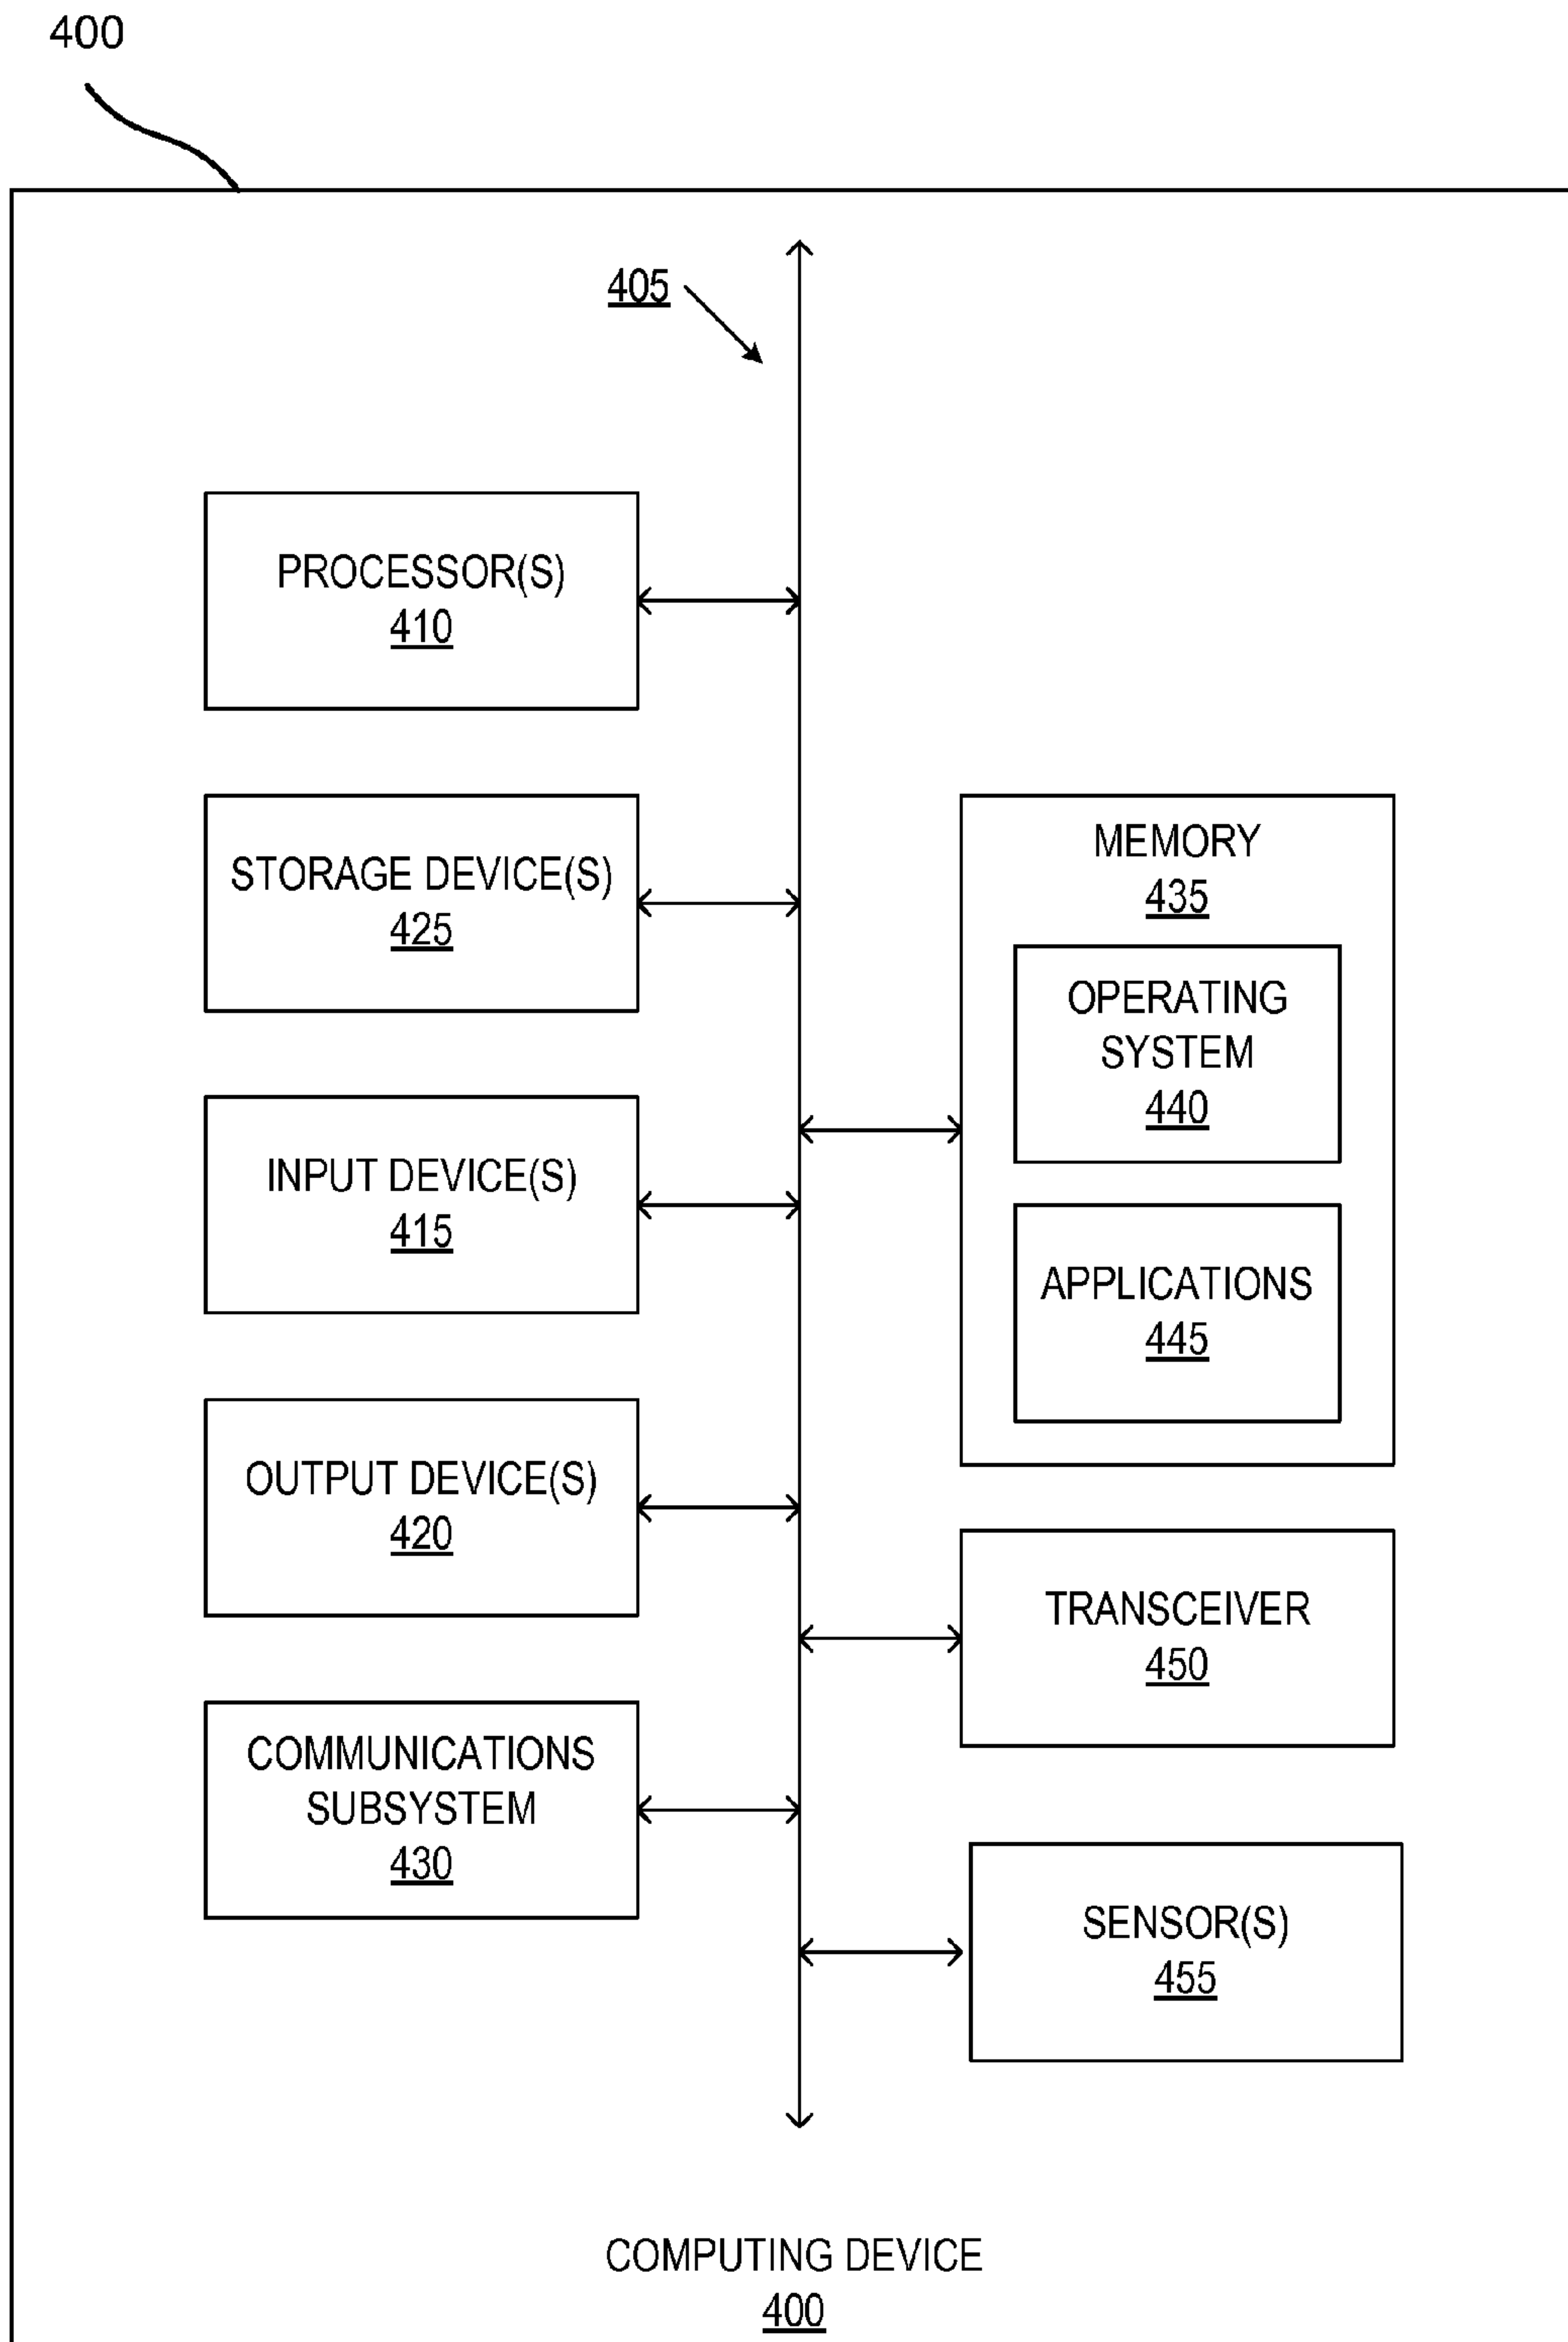 400
405
PROCESSOR(S)
410
STORAGE DEVICE(S)
425
INPUT DEVICE(S)
415
OUTPUT DEVICE(S)
420
COMMUNICATIONS
SUBSYSTEM
430
MEMORY
435
OPERATING
SYSTEM
440
APPLICATIONS
445
TRANSCEIVER
450
SENSOR(S)
455
COMPUTING DEVICE
400